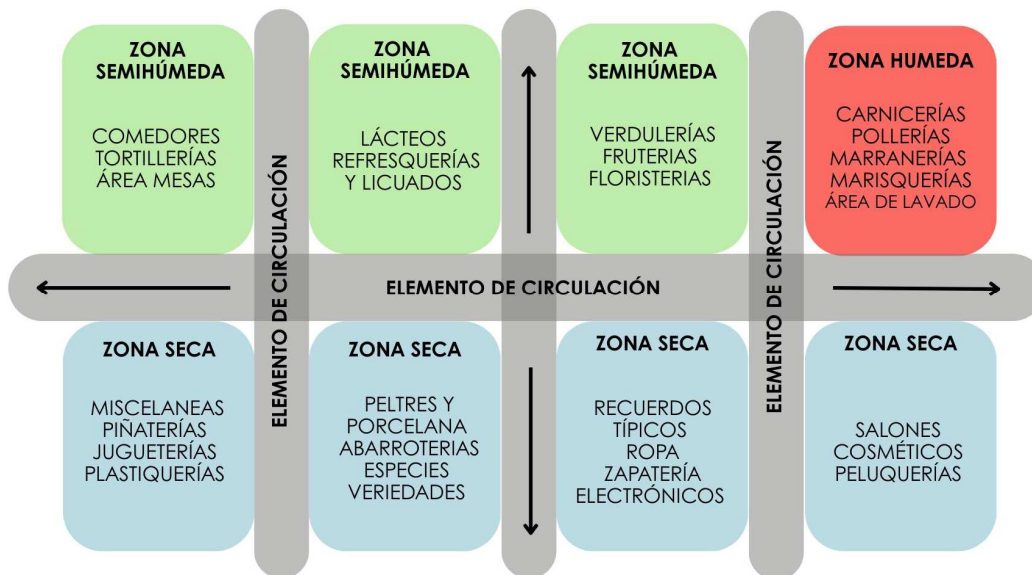 ZONA
SEMIHÚMEDA
COMEDORES
TORTILLERÍAS
ÁREA MESAS
ZONA
SEMIHÚMEDA
LÁCTEOS
REFRESQUERÍAS
Y LICUADOS
ZONA
SEMIHÚMEDA
VERDULERÍAS
FRUTERIAS
FLORISTERIAS
ZONA HUMEDA
CARNICERÍAS
POLLERÍAS
MARRANERÍAS
MARISQUERÍAS
ÁREA DE LAVADO
ELEMENTO DE CIRCULACIÓN
ELEMENTO DE CIRCULACIÓN
ELEMENTO DE CIRCULACIÓN
ZONA SECA
MISCELANEAS
PIÑATERÍAS
JUGUETERÍAS
PLASTIQUERÍAS
ZONA SECA
PELTRES Y
PORCELANA
ABARROTERIAS
ESPECIES
VERIEDADES
ZONA SECA
RECUERDOS
TÍPICOS
ROPA
ZAPATERÍA
ELECTRÓNICOS
ZONA SECA
SALONES
COSMÉTICOS
PELUQUERÍAS